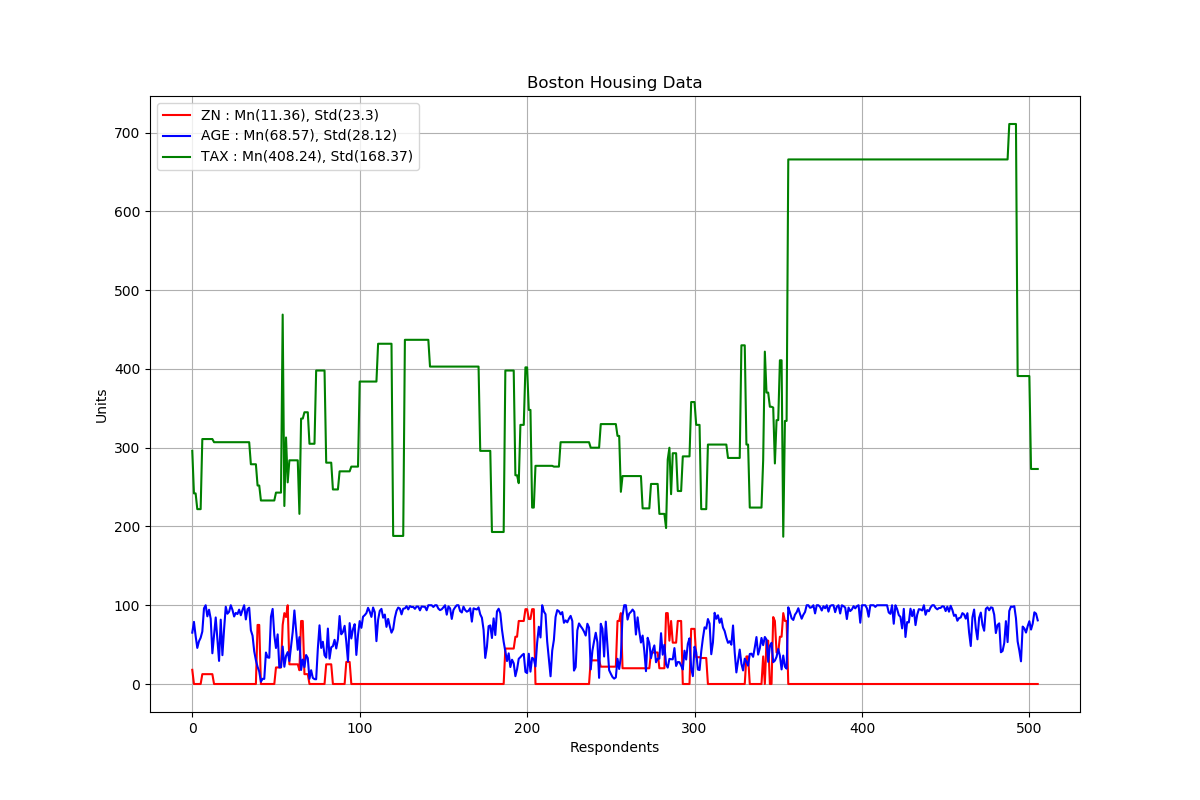 Boston Housing Data
ZN : Mn(11.36), Std(23.3)
AGE : Mn(68.57), Std(28.12)
TAX : Mn(408.24), Std(168.37)
700
600
500
400
300
200
100
0
Units
0 100 200 300 400 500
Respondents